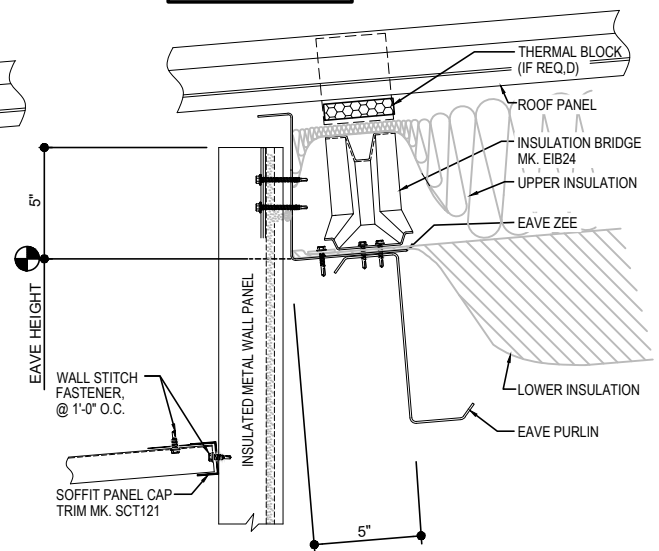 THERMAL BLOCK
(IF REQ,D)
ROOF PANEL
INSULATION BRIDGE
MK. EIB24
UPPER INSULATION
EAVE ZEE
5"
EAVE HEIGHT
INSULATED METAL WALL PANEL
WALL STITCH
FASTENER,
@ 1'-0" O.C.
LOWER INSULATION
EAVE PURLIN
SOFFIT PANEL CAP
TRIM MK. SCT121
5"